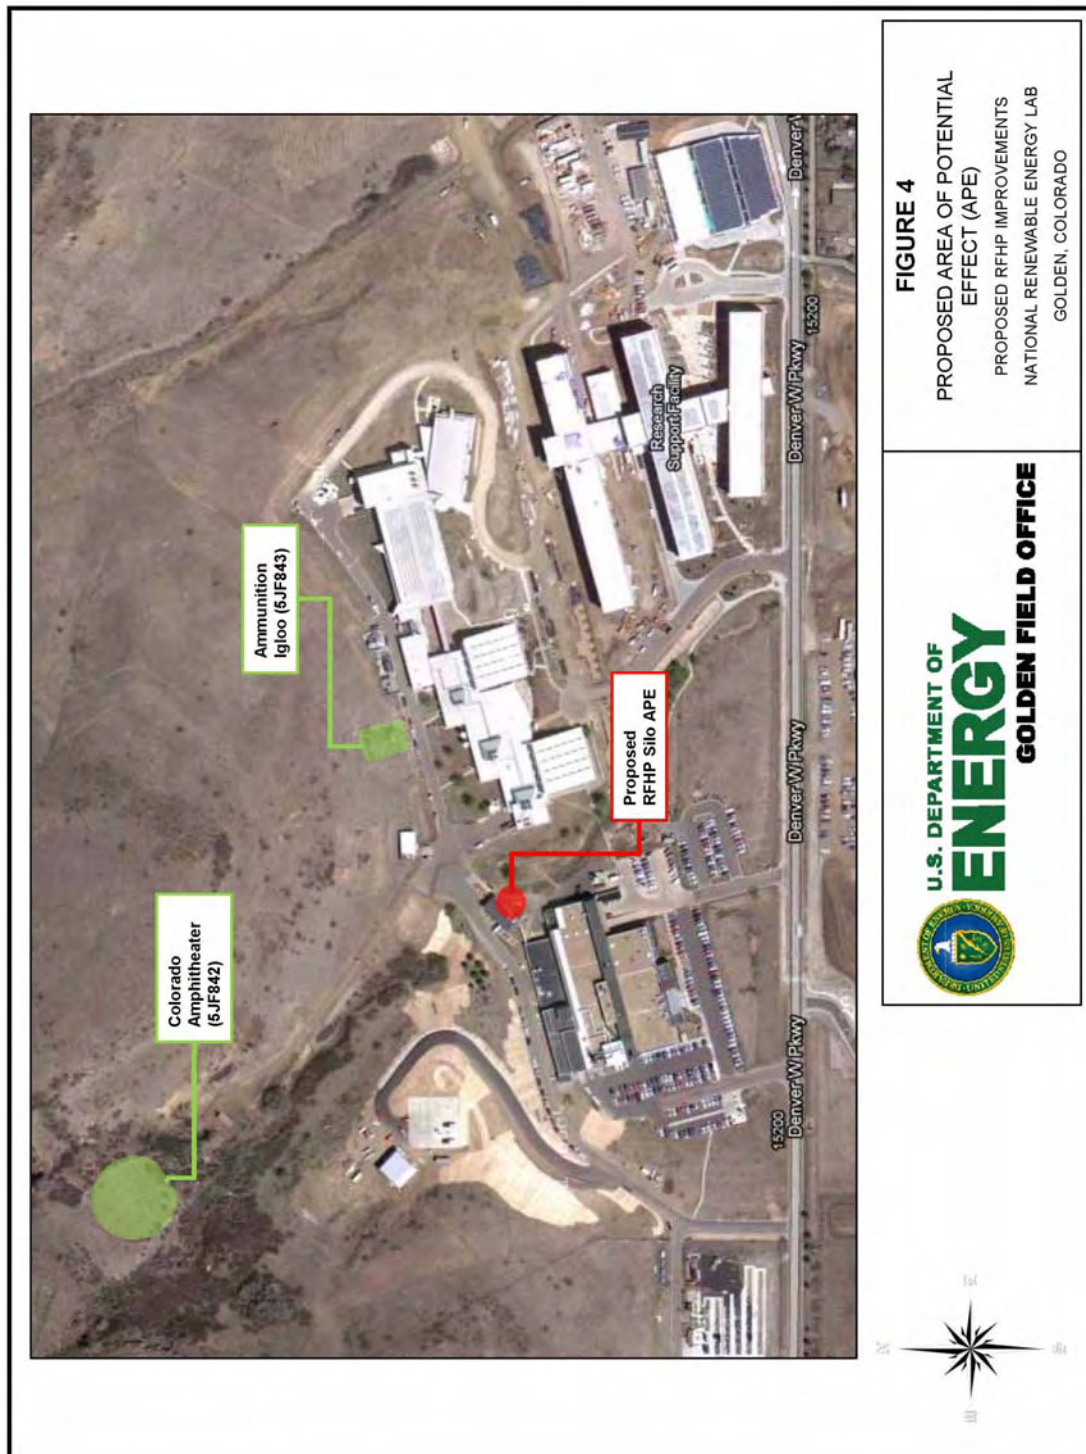 Colorado
Amphitheater
(5JF842)
Ammunition
Igloo (5JF843)
Proposed
RFHP Silo APE
Research
Support Facility
15200
Denver W Pkwy
Denver W Pkwy
Denver W Pkwy
15200
Denver W
U.S. DEPARTMENT OF
ENERGY
GOLDEN FIELD OFFICE
FIGURE 4
PROPOSED AREA OF POTENTIAL
EFFECT (APE)
PROPOSED RFHP IMPROVEMENTS
NATIONAL RENEWABLE ENERGY LAB
GOLDEN, COLORADO